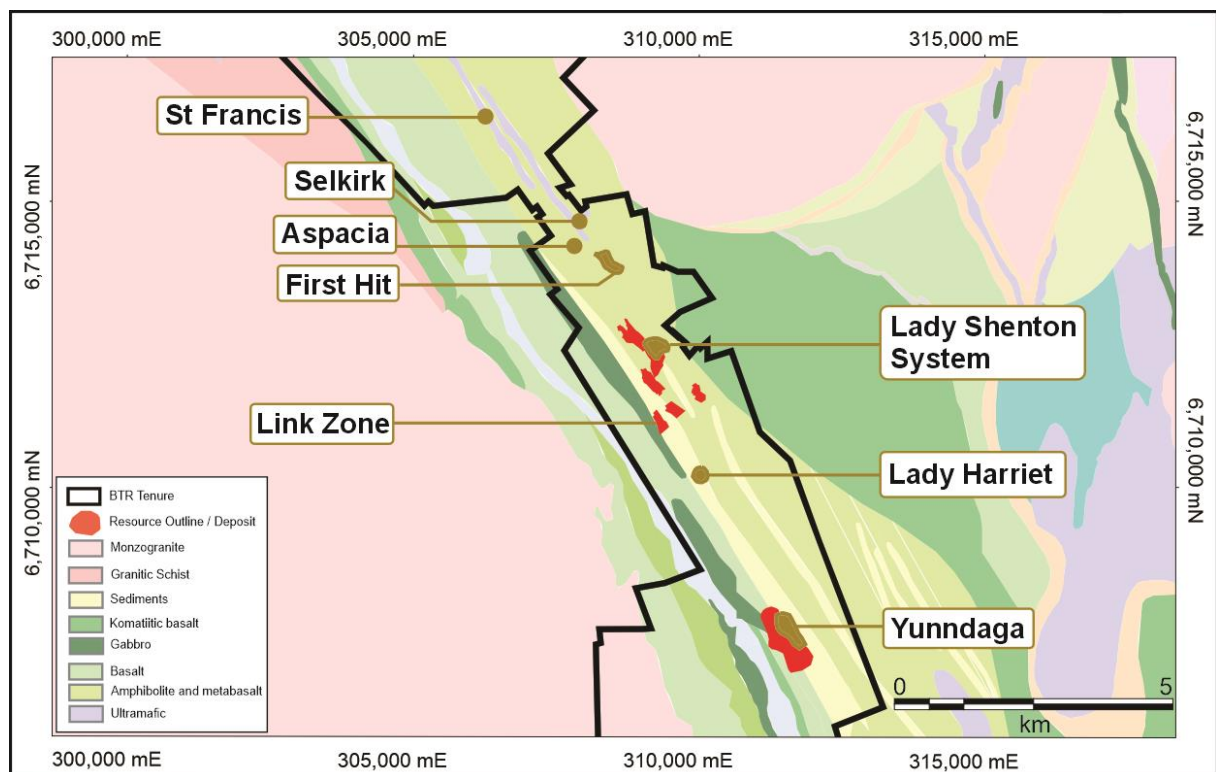 300,000 mE
305,000 mE
310,000 mE
315,000 mE
6,715,000 mN
6,715,000 mN
St Francis
Selkirk
Aspacia
First Hit
Lady Shenton
System
Link Zone
Lady Harriet
6,710,000 mN
6,710,000 mN
Yunndaga
BTR Tenure
Resource Outline / Deposit
Monzogranite
Granitic Schist
Sediments
Komatiitic basalt
Gabbro
Basalt
Amphibolite and metabasalt
Ultramafic
0 5
km
300,000 mE
305,000 mE
310,000 mE
315,000 mE